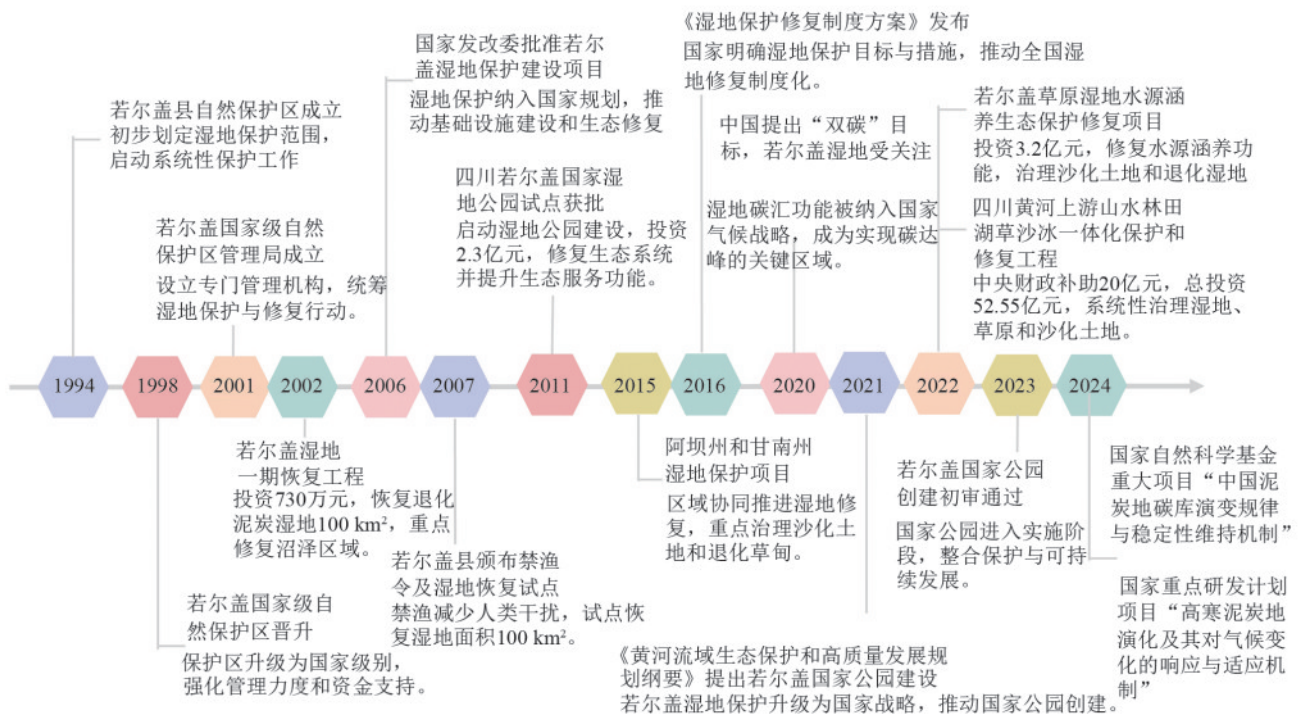 若尔盖县自然保护区成立
初步划定湿地保护范围，
启动系统性保护工作
若尔盖国家级自然
保护区管理局成立
设立专门管理机构，统筹
湿地保护与修复行动。
国家发改委批准若尔
盖湿地保护建设项目
湿地保护纳入国家规划，推
动基础设施建设和生态修复
四川若尔盖国家湿
地公园试点获批
启动湿地公园建设，投资
2.3亿元，修复生态系统
并提升生态服务功能。
《湿地保护修复制度方案》发布
国家明确湿地保护目标与措施，推动全国湿
地修复制度化。
中国提出“双碳”目
标，若尔盖湿地受关注
湿地碳汇功能被纳入国家
气候战略，成为实现碳达
峰的关键区域。
若尔盖草原湿地水源涵
养生态保护修复项目
投资3.2亿元，修复水源涵养功
能，治理沙化土地和退化湿地
四川黄河上游山水林田
湖草沙冰一体化保护和
修复工程
中央财政补助20亿元，总投资
52.55亿元，系统性治理湿地、
草原和沙化土地。
1994 1998 2001 2002 2006 2007 2011 2015 2016 2020 2021 2022 2023 2024
若尔盖国家级自
然保护区晋升
保护区升级为国家级别，
强化管理力度和资金支持。
若尔盖湿地
一期恢复工程
投资730万元，恢复退化
泥炭湿地100 km²，重点
修复沼泽区域。
若尔盖县颁布禁渔
令及湿地恢复试点
禁渔减少人类干扰，试点恢
复湿地面积100 km²。
阿坝州和甘南州
湿地保护项目
区域协同推进湿地修
复，重点治理沙化土
地和退化草甸。
《黄河流域生态保护和高质量发展规
划纲要》提出若尔盖国家公园建设
若尔盖湿地保护升级为国家战略，推动国家公园创建。
若尔盖国家公园
创建初审通过
国家公园进入实施阶
段，整合保护与可持
续发展。
国家自然科学基金
重大项目“中国泥
炭地碳库演变规律
与稳定性维持机制”
国家重点研发计划
项目“高寒泥炭地
演化及其对气候变
化的响应与适应机
制”